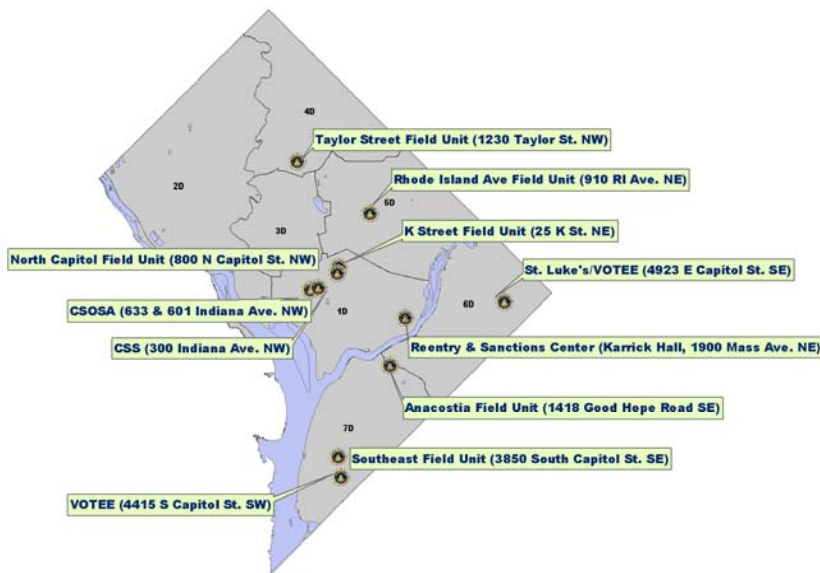 4D
Taylor Street Field Unit (1230 Taylor St. NW)
2D
Rhode Island Ave Field Unit (910 RI Ave. NE)
5D
3D
K Street Field Unit (25 K St. NE)
North Capitol Field Unit (800 N Capitol St. NW)
St. Luke's/VOTEE (4923 E Capitol St. SE)
6D
CSOSA (633 & 601 Indiana Ave. NW)
1D
CSS (300 Indiana Ave. NW)
Reentry & Sanctions Center (Karrick Hall, 1900 Mass Ave. NE)
Anacostia Field Unit (1418 Good Hope Road SE)
7D
Southeast Field Unit (3850 South Capitol St. SE)
VOTEE (4415 S Capitol St. SW)